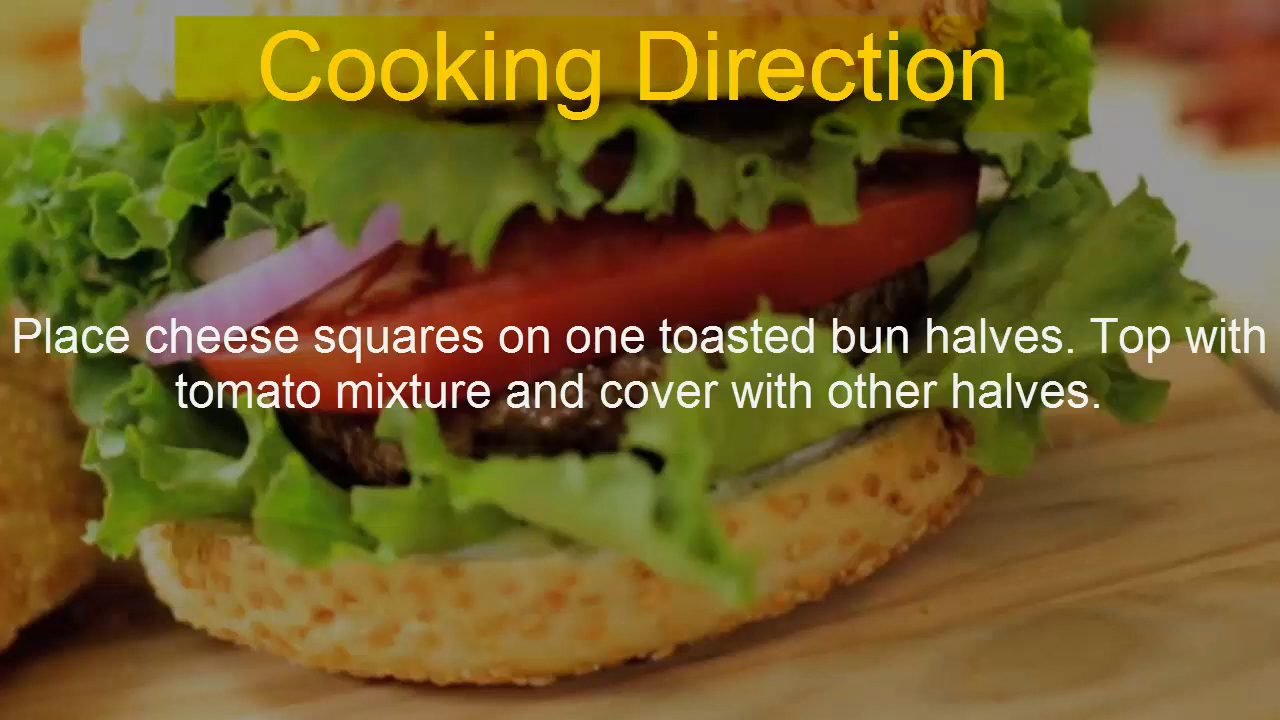 Cooking Direction
Place cheese squares on one toasted bun halves. Top with
tomato mixture and cover with other halves.